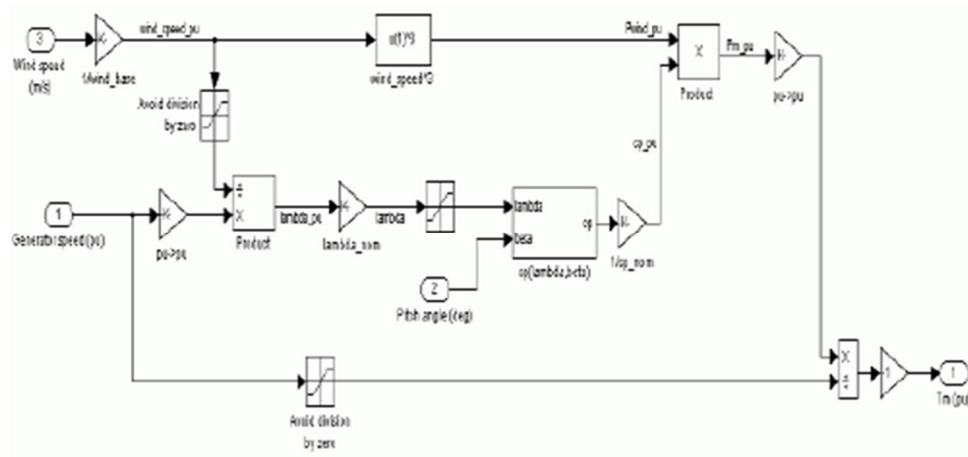 3
Wind speed
(m/s)
K-
1/wind_base
wind_speed_pu
u(1)^3
wind_speed^3
Pwind_pu
X
Product
Pm_pu
K-
pu->pu
Avoid division
by zero
cp_pu
1
Generator speed (pu)
K-
pu->pu
÷
X
Product
lambda_pu
K-
lambda_nom
lambda
lambda
beta
cp
cp(lambda,beta)
K-
1/cp_nom
2
Pitch angle (deg)
Avoid division
by zero
X
÷
-1
1
Tm (pu)